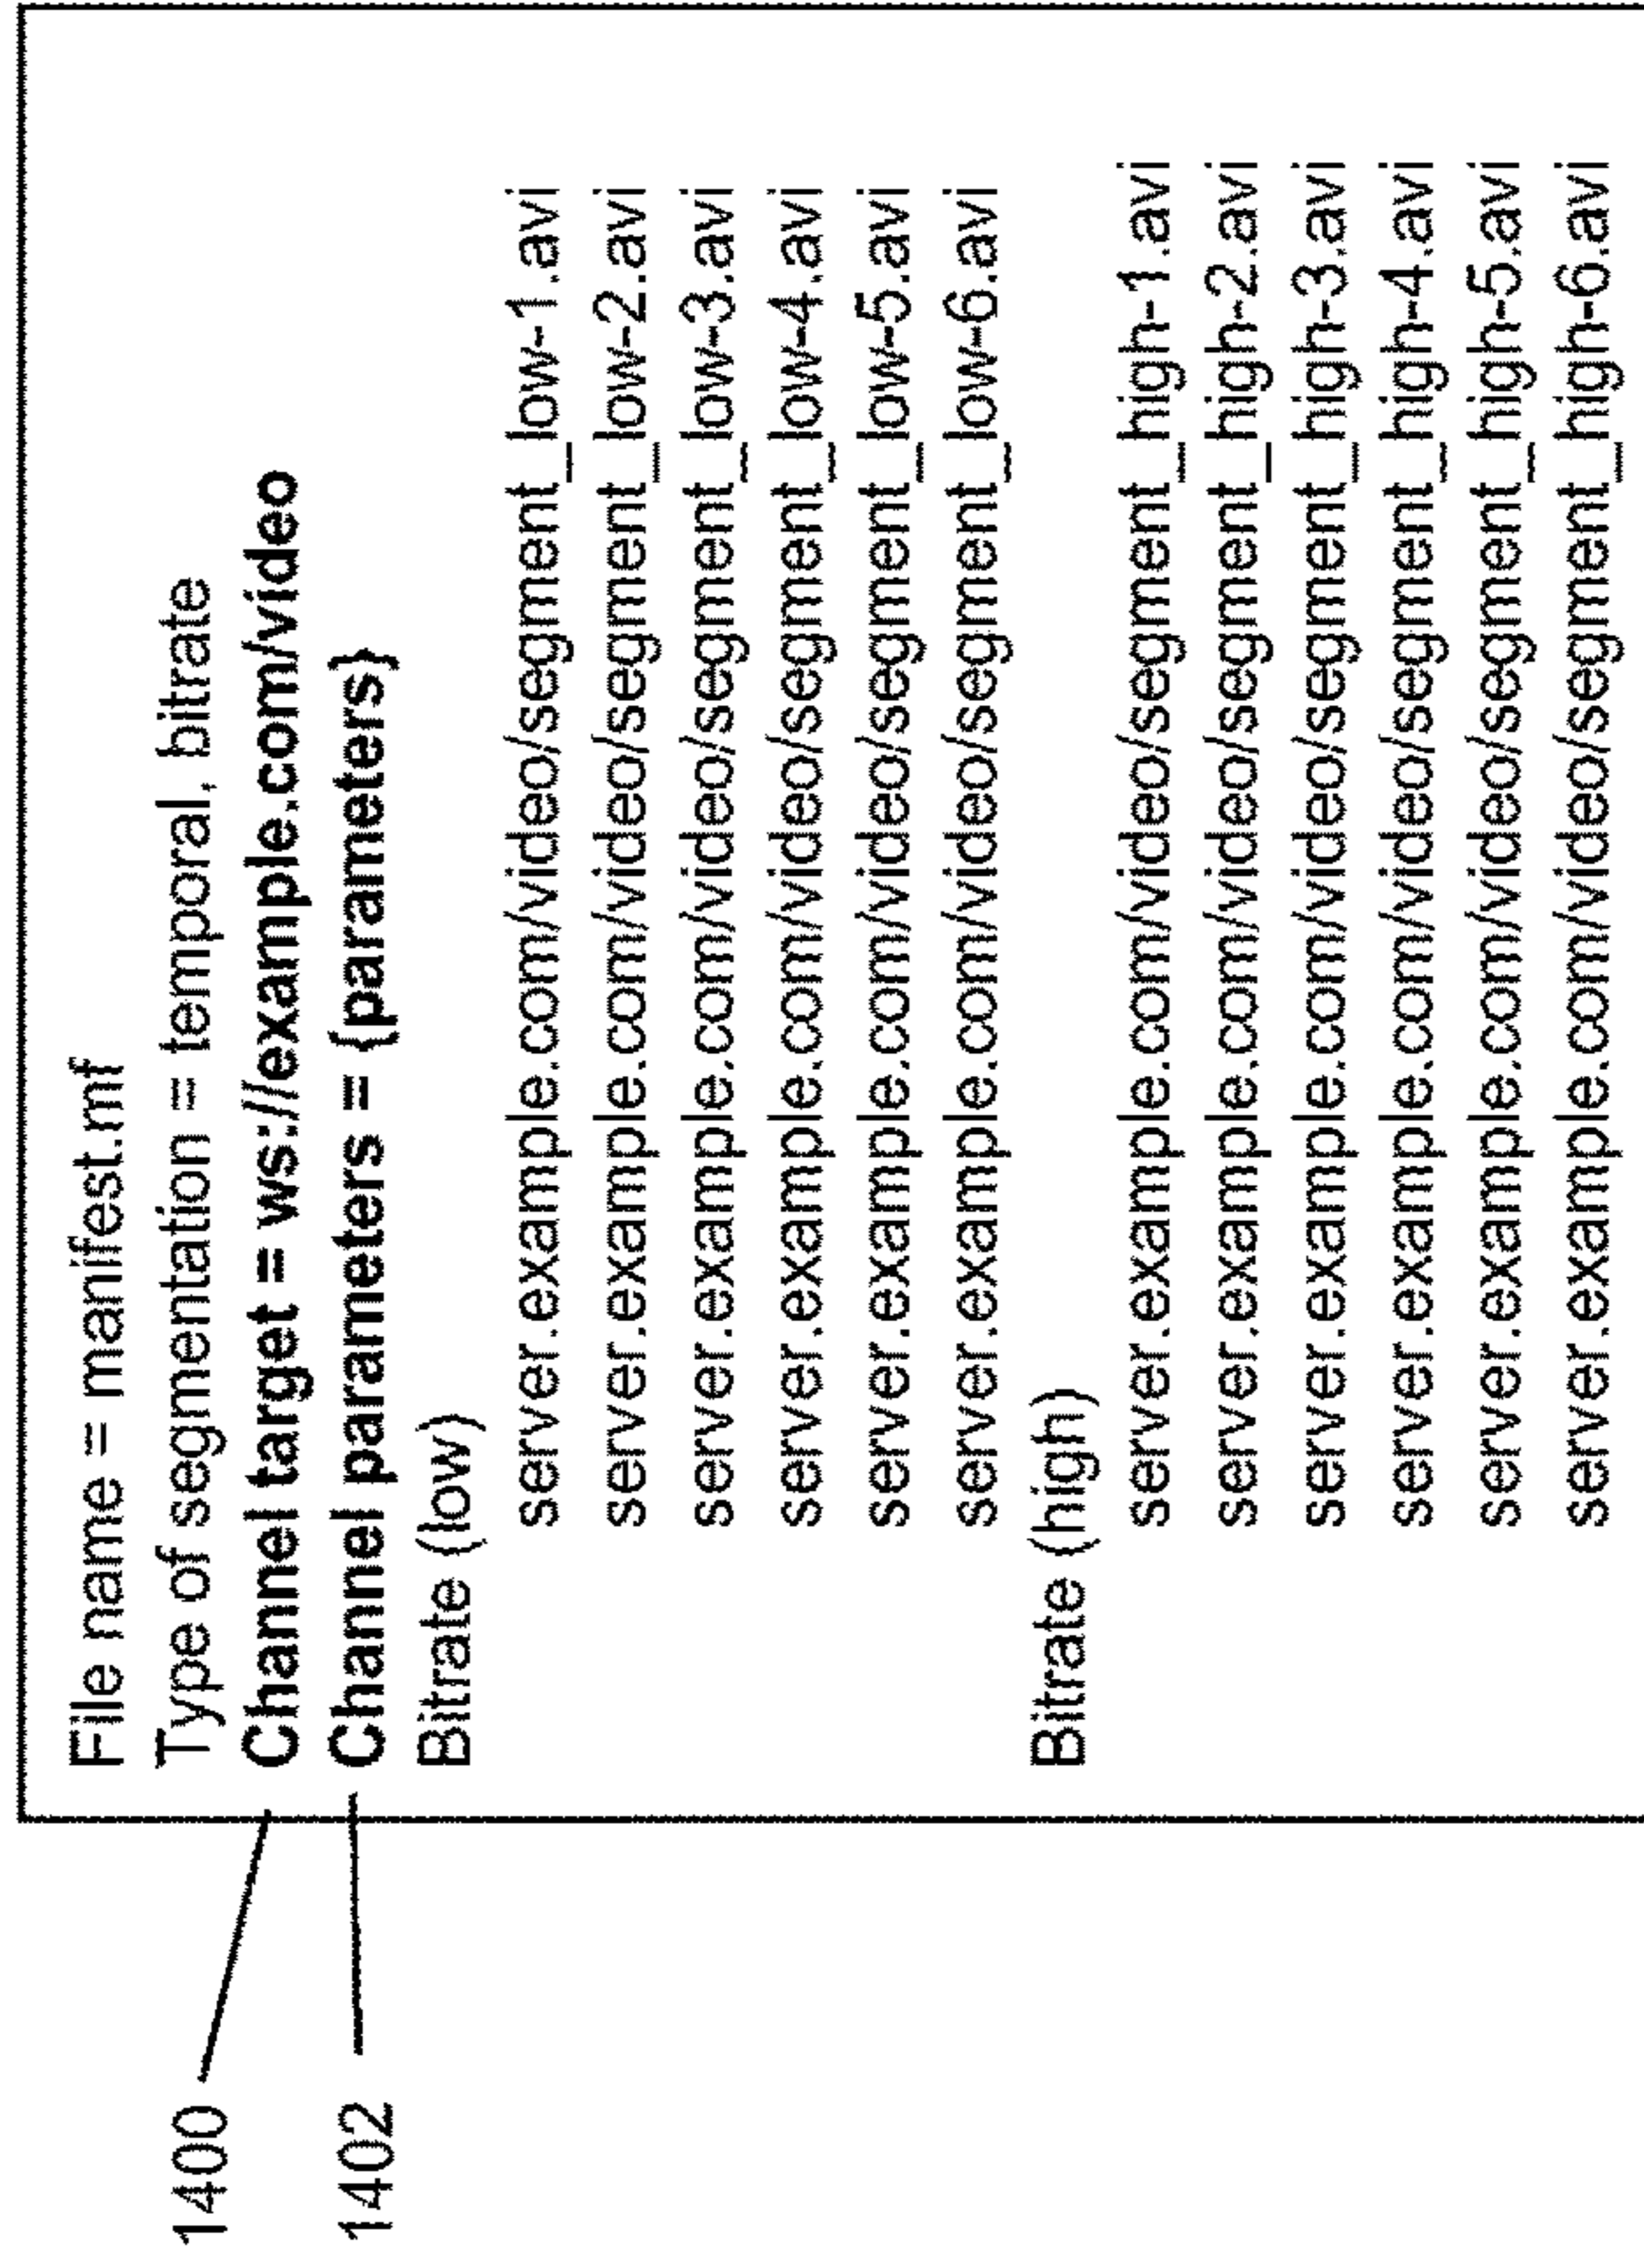 File name = manifest.mf
Type of segmentation = temporal, bitrate
1400
Channel target = ws://example.com/video
1402
Channel parameters = {parameters}
Bitrate (low)
server.example.com/video/segment_low-1.avi
server.example.com/video/segment_low-2.avi
server.example.com/video/segment_low-3.avi
server.example.com/video/segment_low-4.avi
server.example.com/video/segment_low-5.avi
server.example.com/video/segment_low-6.avi
Bitrate (high)
server.example.com/video/segment_high-1.avi
server.example.com/video/segment_high-2.avi
server.example.com/video/segment_high-3.avi
server.example.com/video/segment_high-4.avi
server.example.com/video/segment_high-5.avi
server.example.com/video/segment_high-6.avi